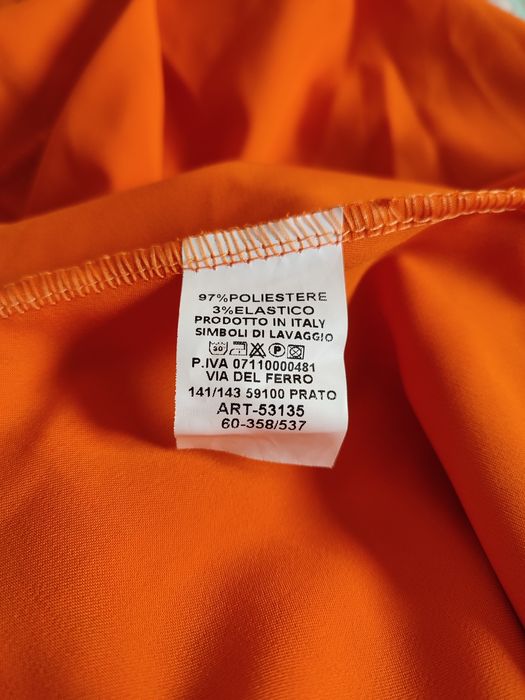 97%POLIESTERE
3%ELASTICO
PRODOTTO IN ITALY
SIMBOLI DI LAVAGGIO
30 P
P.IVA 07110000481
VIA DEL FERRO
141/143 59100 PRATO
ART-53135
60-358/537